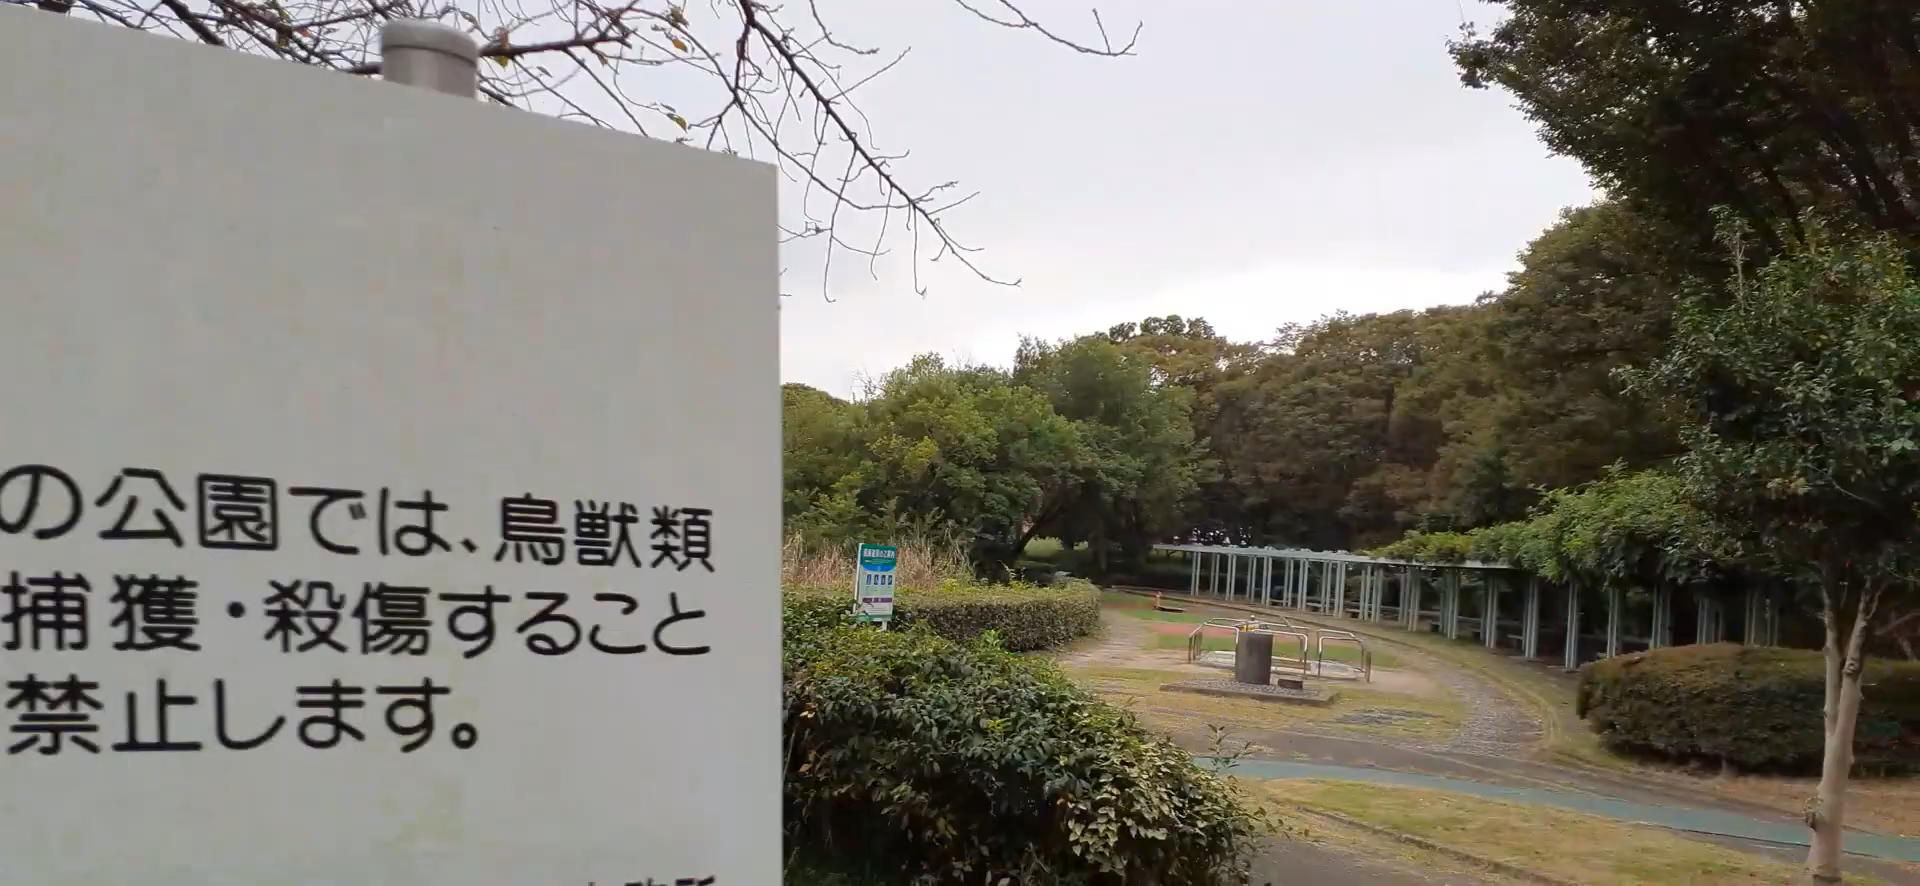 の公園では、鳥獣類
捕獲・殺傷すること
禁止します。